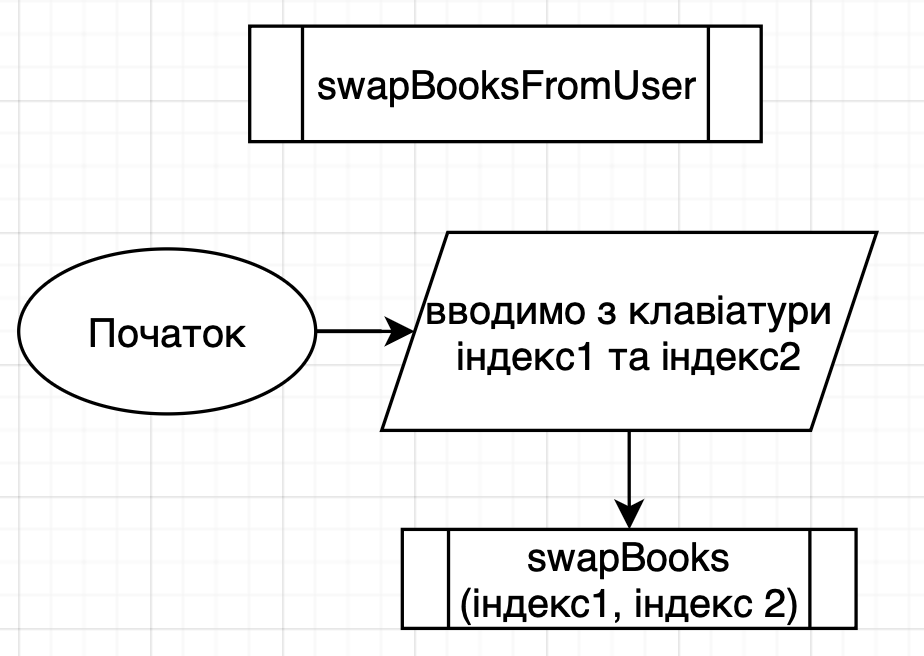 swapBooksFromUser
Початок
вводимо з клавіатури
індекс1 та індекс2
swapBooks
(індекс1, індекс 2)